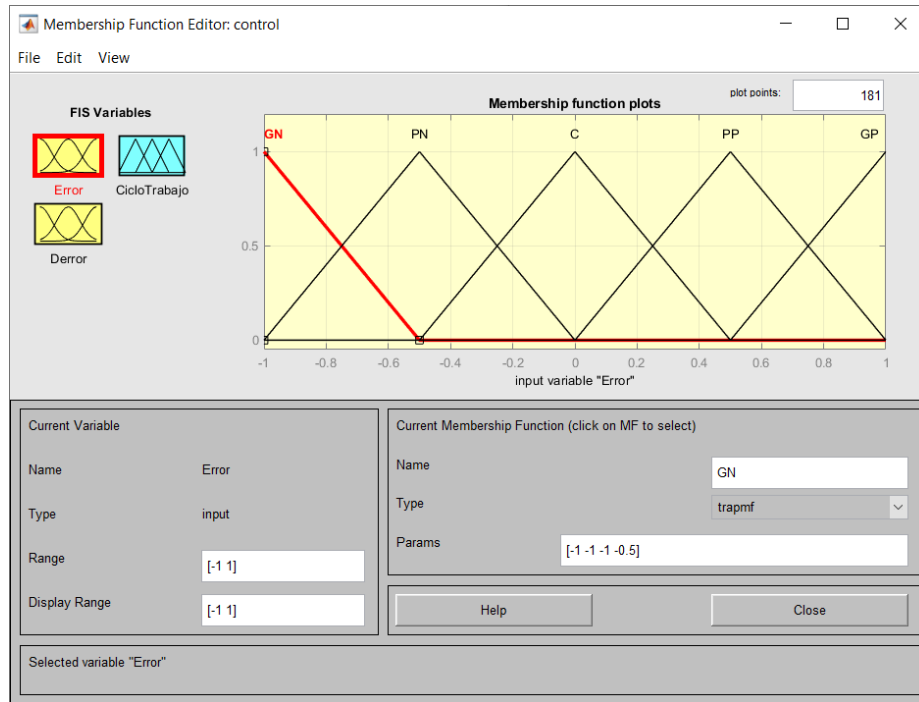 Membership Function Editor: control
File Edit View
FIS Variables
Error
CicloTrabajo
Derror
Membership function plots
plot points:
181
GN PN C PP GP
1
0.5
0
-1 -0.8 -0.6 -0.4 -0.2 0 0.2 0.4 0.6 0.8 1
input variable "Error"
Current Variable
Name Error
Type input
Range [-1 1]
Display Range [-1 1]
Current Membership Function (click on MF to select)
Name GN
Type trapmf
Params [-1 -1 -1 -0.5]
Help Close
Selected variable "Error"